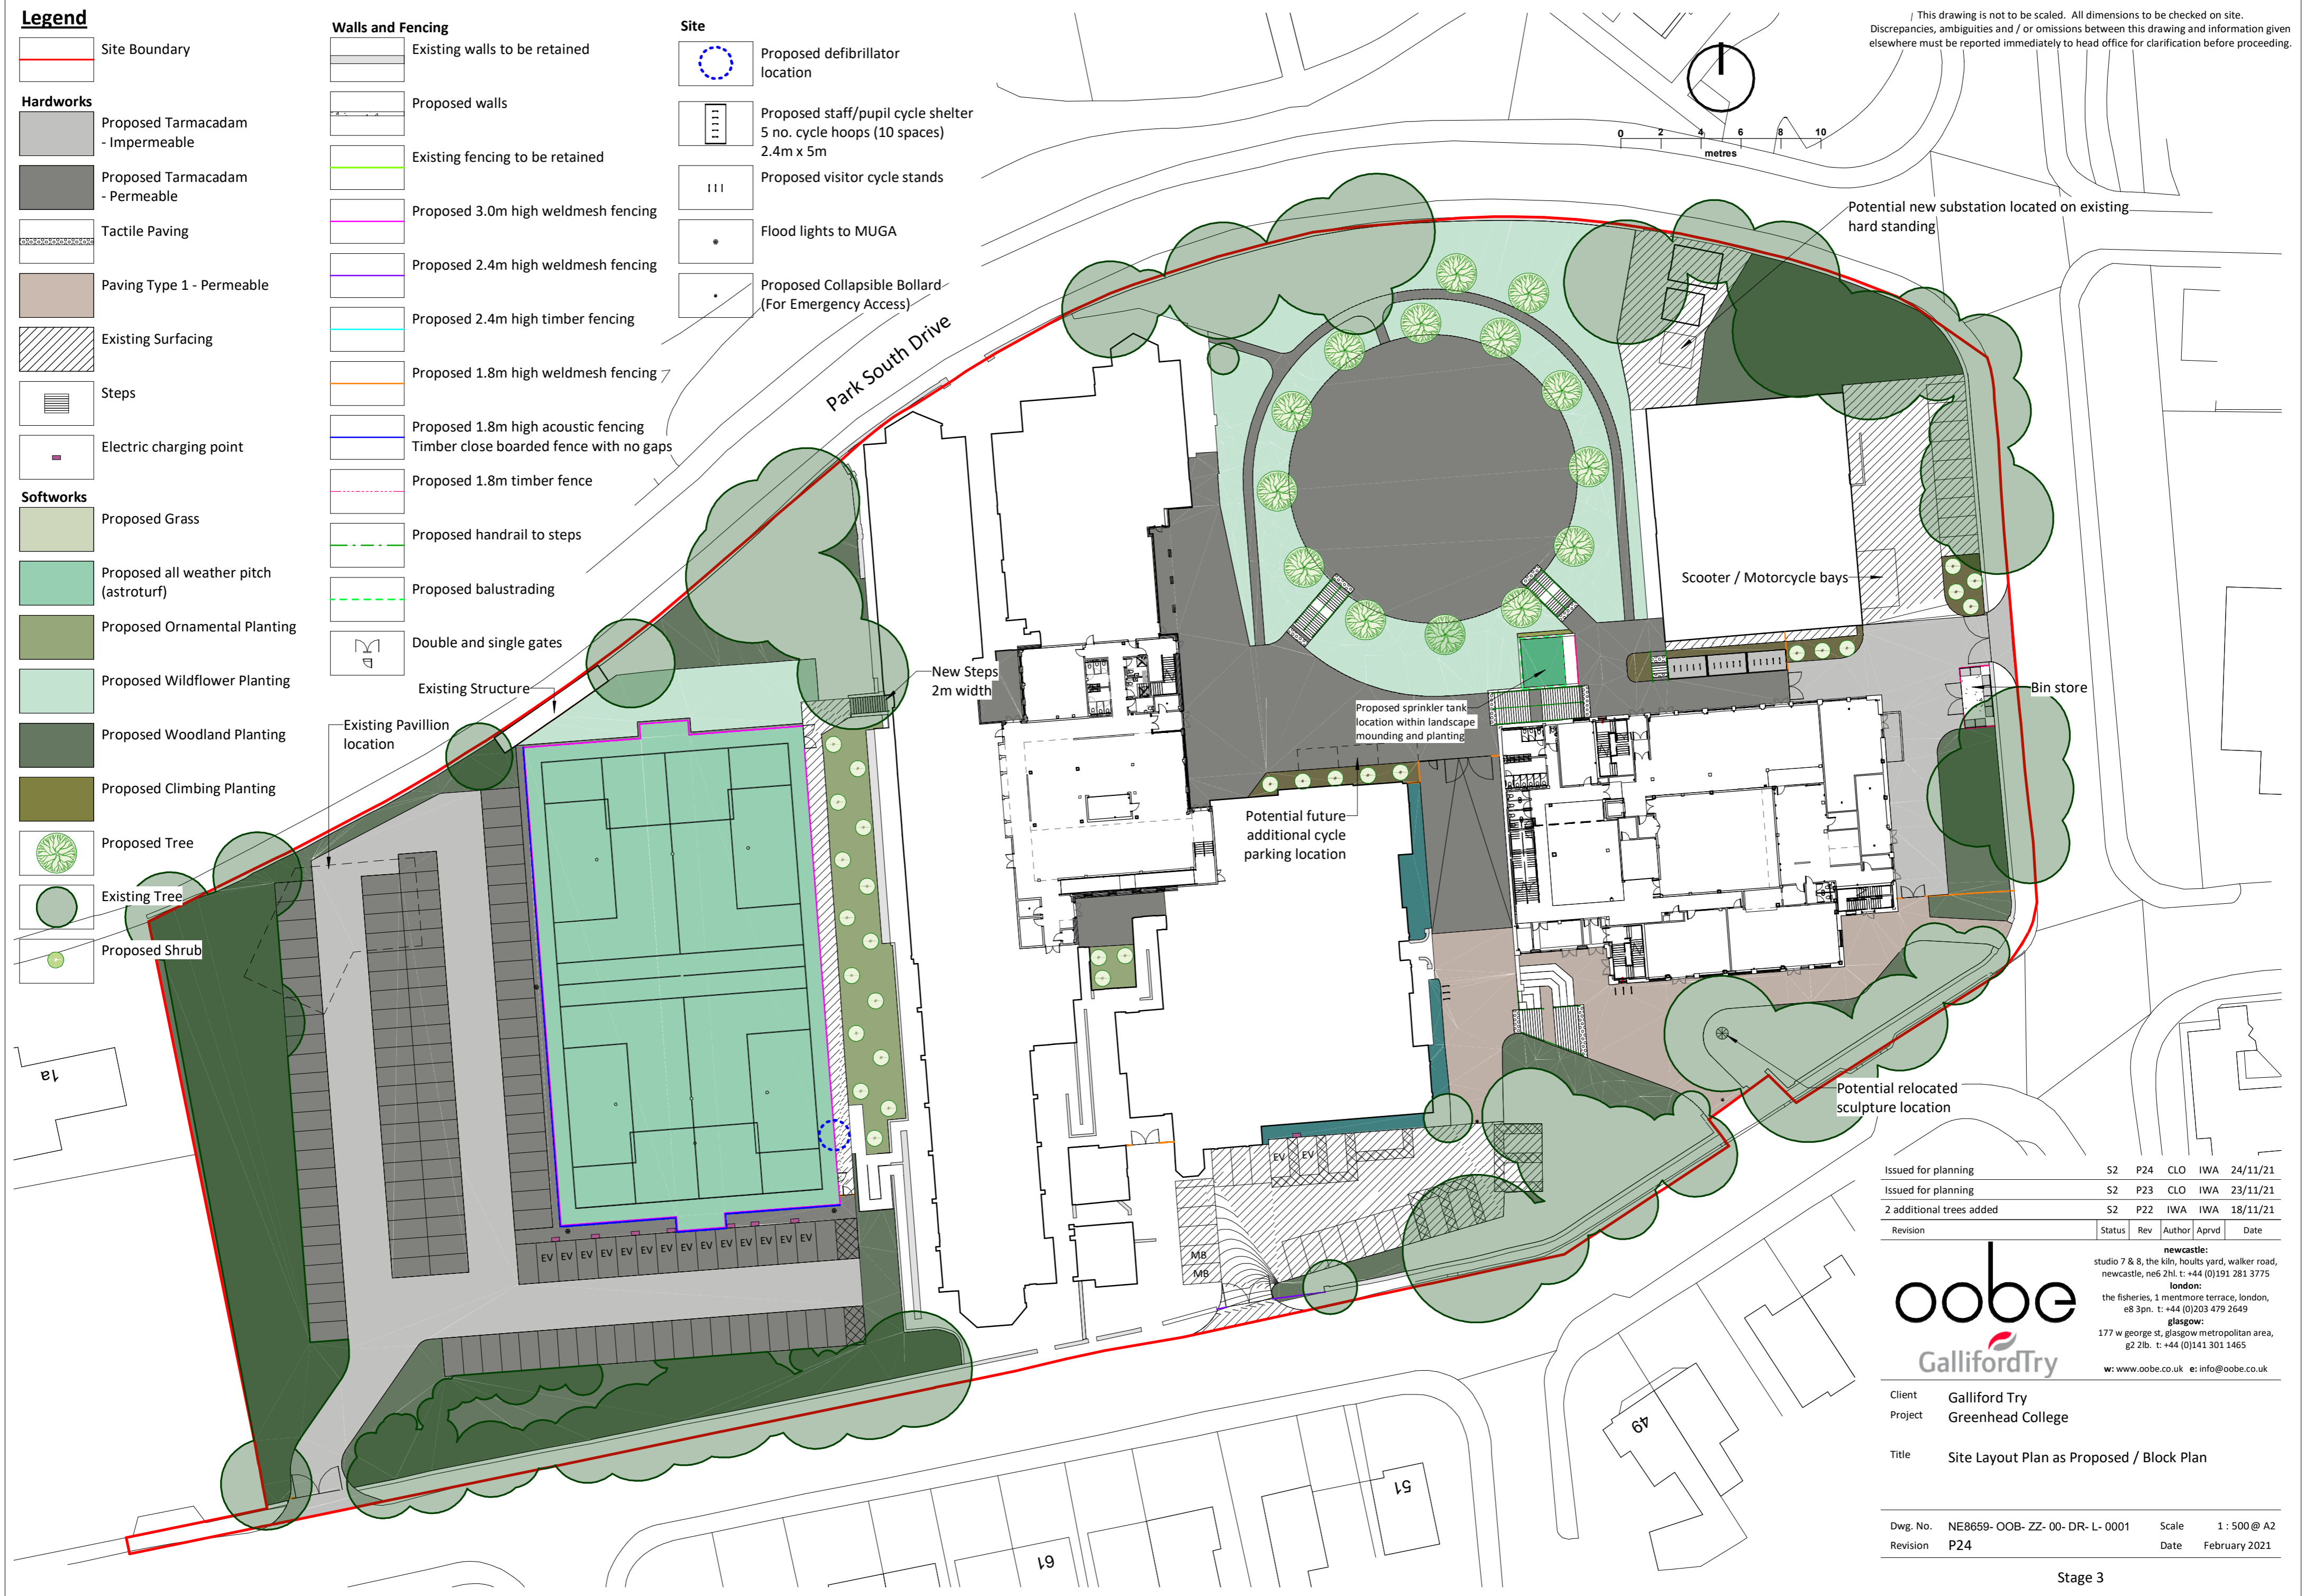 Legend
Site Boundary
Hardworks
Proposed Tarmacadam
- Impermeable
Proposed Tarmacadam
- Permeable
Tactile Paving
Paving Type 1 - Permeable
Existing Surfacing
Steps
Electric charging point
Softworks
Proposed Grass
Proposed all weather pitch
(astroturf)
Proposed Ornamental Planting
Proposed Wildflower Planting
Proposed Woodland Planting
Proposed Climbing Planting
Proposed Tree
Existing Tree
Proposed Shrub
Walls and Fencing
Existing walls to be retained
Proposed walls
Existing fencing to be retained
Proposed 3.0m high weldmesh fencing
Proposed 2.4m high weldmesh fencing
Proposed 2.4m high timber fencing
Proposed 1.8m high weldmesh fencing
Proposed 1.8m high acoustic fencing
Timber close boarded fence with no gaps
Proposed 1.8m timber fence
Proposed handrail to steps
Proposed balustrading
Double and single gates
Site
Proposed defibrillator
location
Proposed staff/pupil cycle shelter
5 no. cycle hoops (10 spaces)
2.4m x 5m
Proposed visitor cycle stands
Flood lights to MUGA
Proposed Collapsible Bollard
(For Emergency Access)
This drawing is not to be scaled. All dimensions to be checked on site.
Discrepancies, ambiguities and / or omissions between this drawing and information given
elsewhere must be reported immediately to head office for clarification before proceeding.
0 2 4 6 8 10
metres
Park South Drive
Potential new substation located on existing
hard standing
Scooter / Motorcycle bays
Bin store
New Steps
2m width
Existing Structure
Existing Pavillion
location
Proposed sprinkler tank
location within landscape
mounding and planting
Potential future
additional cycle
parking location
Potential relocated
sculpture location
EV EV
MB
MB
EV EV EV EV EV EV EV EV EV EV EV EV EV EV
1a
49
51
61
Issued for planning S2 P24 CLO IWA 24/11/21
Issued for planning S2 P23 CLO IWA 23/11/21
2 additional trees added S2 P22 IWA IWA 18/11/21
Revision Status Rev Author Aprvd Date
oobe
GallifordTry
newcastle:
studio 7 & 8, the kiln, hoults yard, walker road,
newcastle, ne6 2hl. t: +44 (0)191 281 3775
london:
the fisheries, 1 mentmore terrace, london,
e8 3pn. t: +44 (0)203 479 2649
glasgow:
177 w george st, glasgow metropolitan area,
g2 2lb. t: +44 (0)141 301 1465
w: www.oobe.co.uk e: info@oobe.co.uk
Client Galliford Try
Project Greenhead College
Title Site Layout Plan as Proposed / Block Plan
Dwg. No. NE8659- OOB- ZZ- 00- DR- L- 0001 Scale 1 : 500 @ A2
Revision P24 Date February 2021
Stage 3